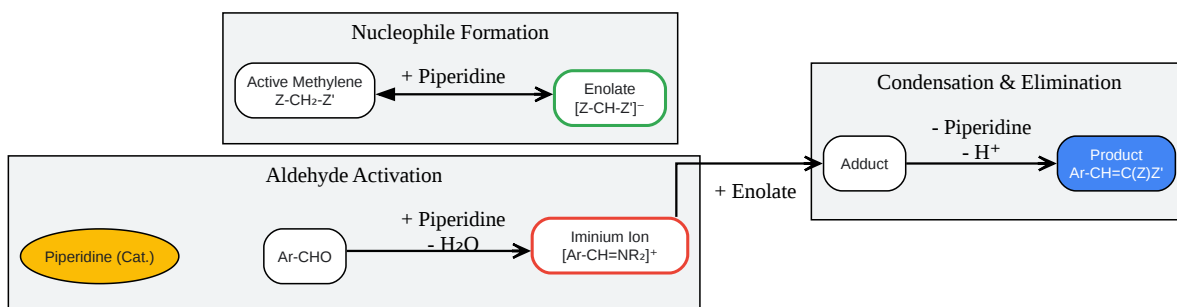 Nucleophile Formation
Active Methylene
Z-CH₂-Z'
+ Piperidine
Enolate
[Z-CH-Z']⁻
Condensation & Elimination
Adduct
- Piperidine
- H⁺
Product
Ar-CH=C(Z)Z'
Aldehyde Activation
Piperidine (Cat.)
Ar-CHO
+ Piperidine
- H₂O
Iminium Ion
[Ar-CH=NR₂]⁺
+ Enolate